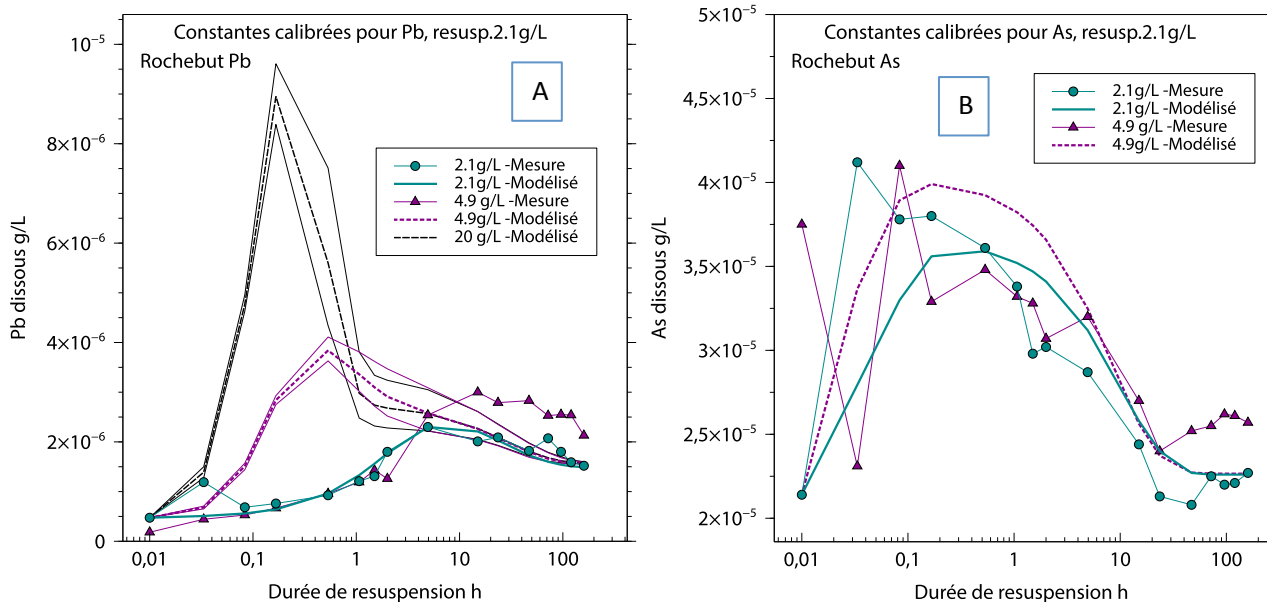 Constantes calibrées pour Pb, resusp.2.1g/L
Rochebut Pb
A
2.1g/L -Mesure
2.1g/L -Modélisé
4.9 g/L -Mesure
4.9g/L -Modélisé
20 g/L -Modélisé
Pb dissous g/L
10⁻⁵
8×10⁻⁶
6×10⁻⁶
4×10⁻⁶
2×10⁻⁶
0
0,01
0,1
1
10
100
Durée de resuspension h
Constantes calibrées pour As, resusp.2.1g/L
Rochebut As
B
2.1g/L -Mesure
2.1g/L -Modélisé
4.9 g/L -Mesure
4.9g/L -Modélisé
As dissous g/L
5×10⁻⁵
4,5×10⁻⁵
4×10⁻⁵
3,5×10⁻⁵
3×10⁻⁵
2,5×10⁻⁵
2×10⁻⁵
0,01
0,1
1
10
100
Durée de resuspension h